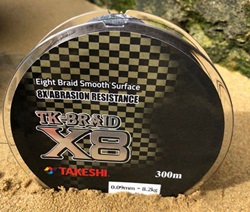 Eight Braid Smooth Surface
8X ABRASION RESISTANCE
TK-BRAID
X8
TAKESHI
300m
0.09mm - 8.2kg